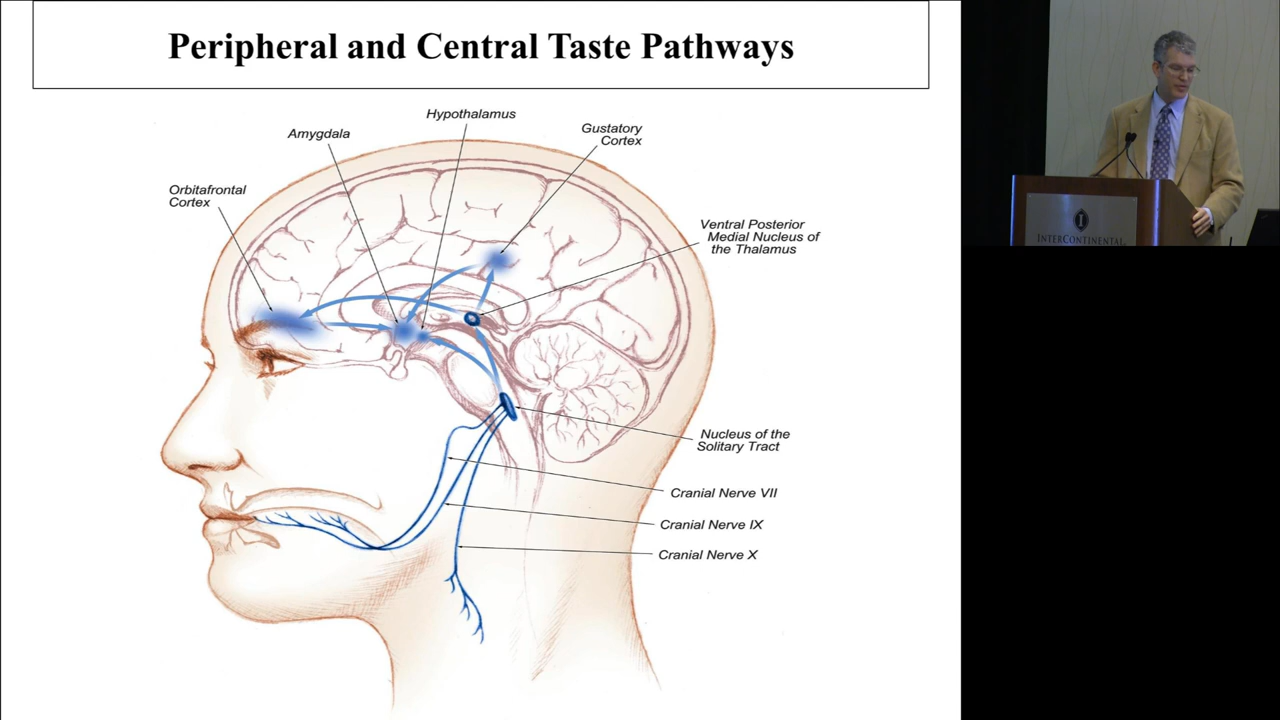 Peripheral and Central Taste Pathways
Hypothalamus
Amygdala
Gustatory
Cortex
Orbitafrontal
Cortex
Ventral Posterior
Medial Nucleus of
the Thalamus
Nucleus of the
Solitary Tract
Cranial Nerve VII
Cranial Nerve IX
Cranial Nerve X
I
INTERCONTINENTAL